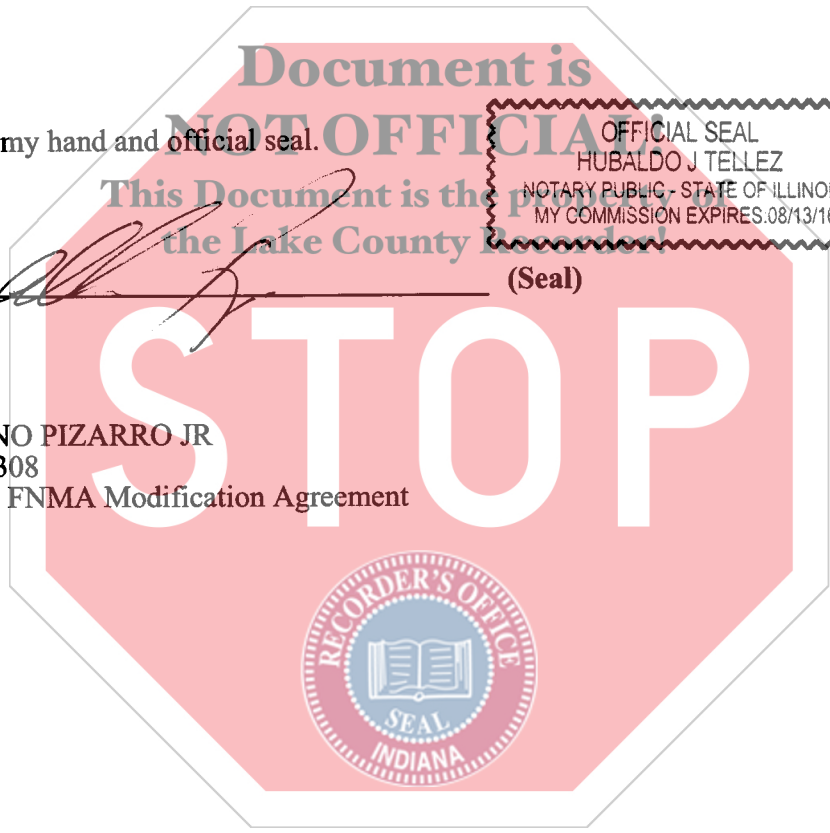 Document is
NOT OFFICIAL!
This Document is the property of
the Lake County Recorder!
my hand and official seal.
OFFICIAL SEAL
HUBALDO J TELLEZ
NOTARY PUBLIC - STATE OF ILLINO
MY COMMISSION EXPIRES:08/13/16
(Seal)
STOP
NO PIZARRO JR
308
FNMA Modification Agreement
RECORDER'S OFFICE
SEAL
INDIANA